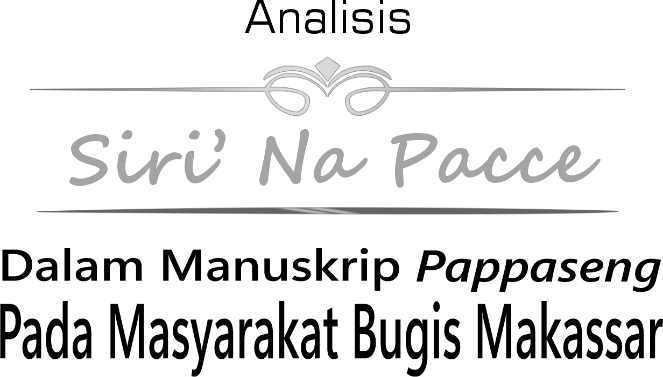 Analisis
Siri' Na Pacce
Dalam Manuskrip Pappaseng
Pada Masyarakat Bugis Makassar